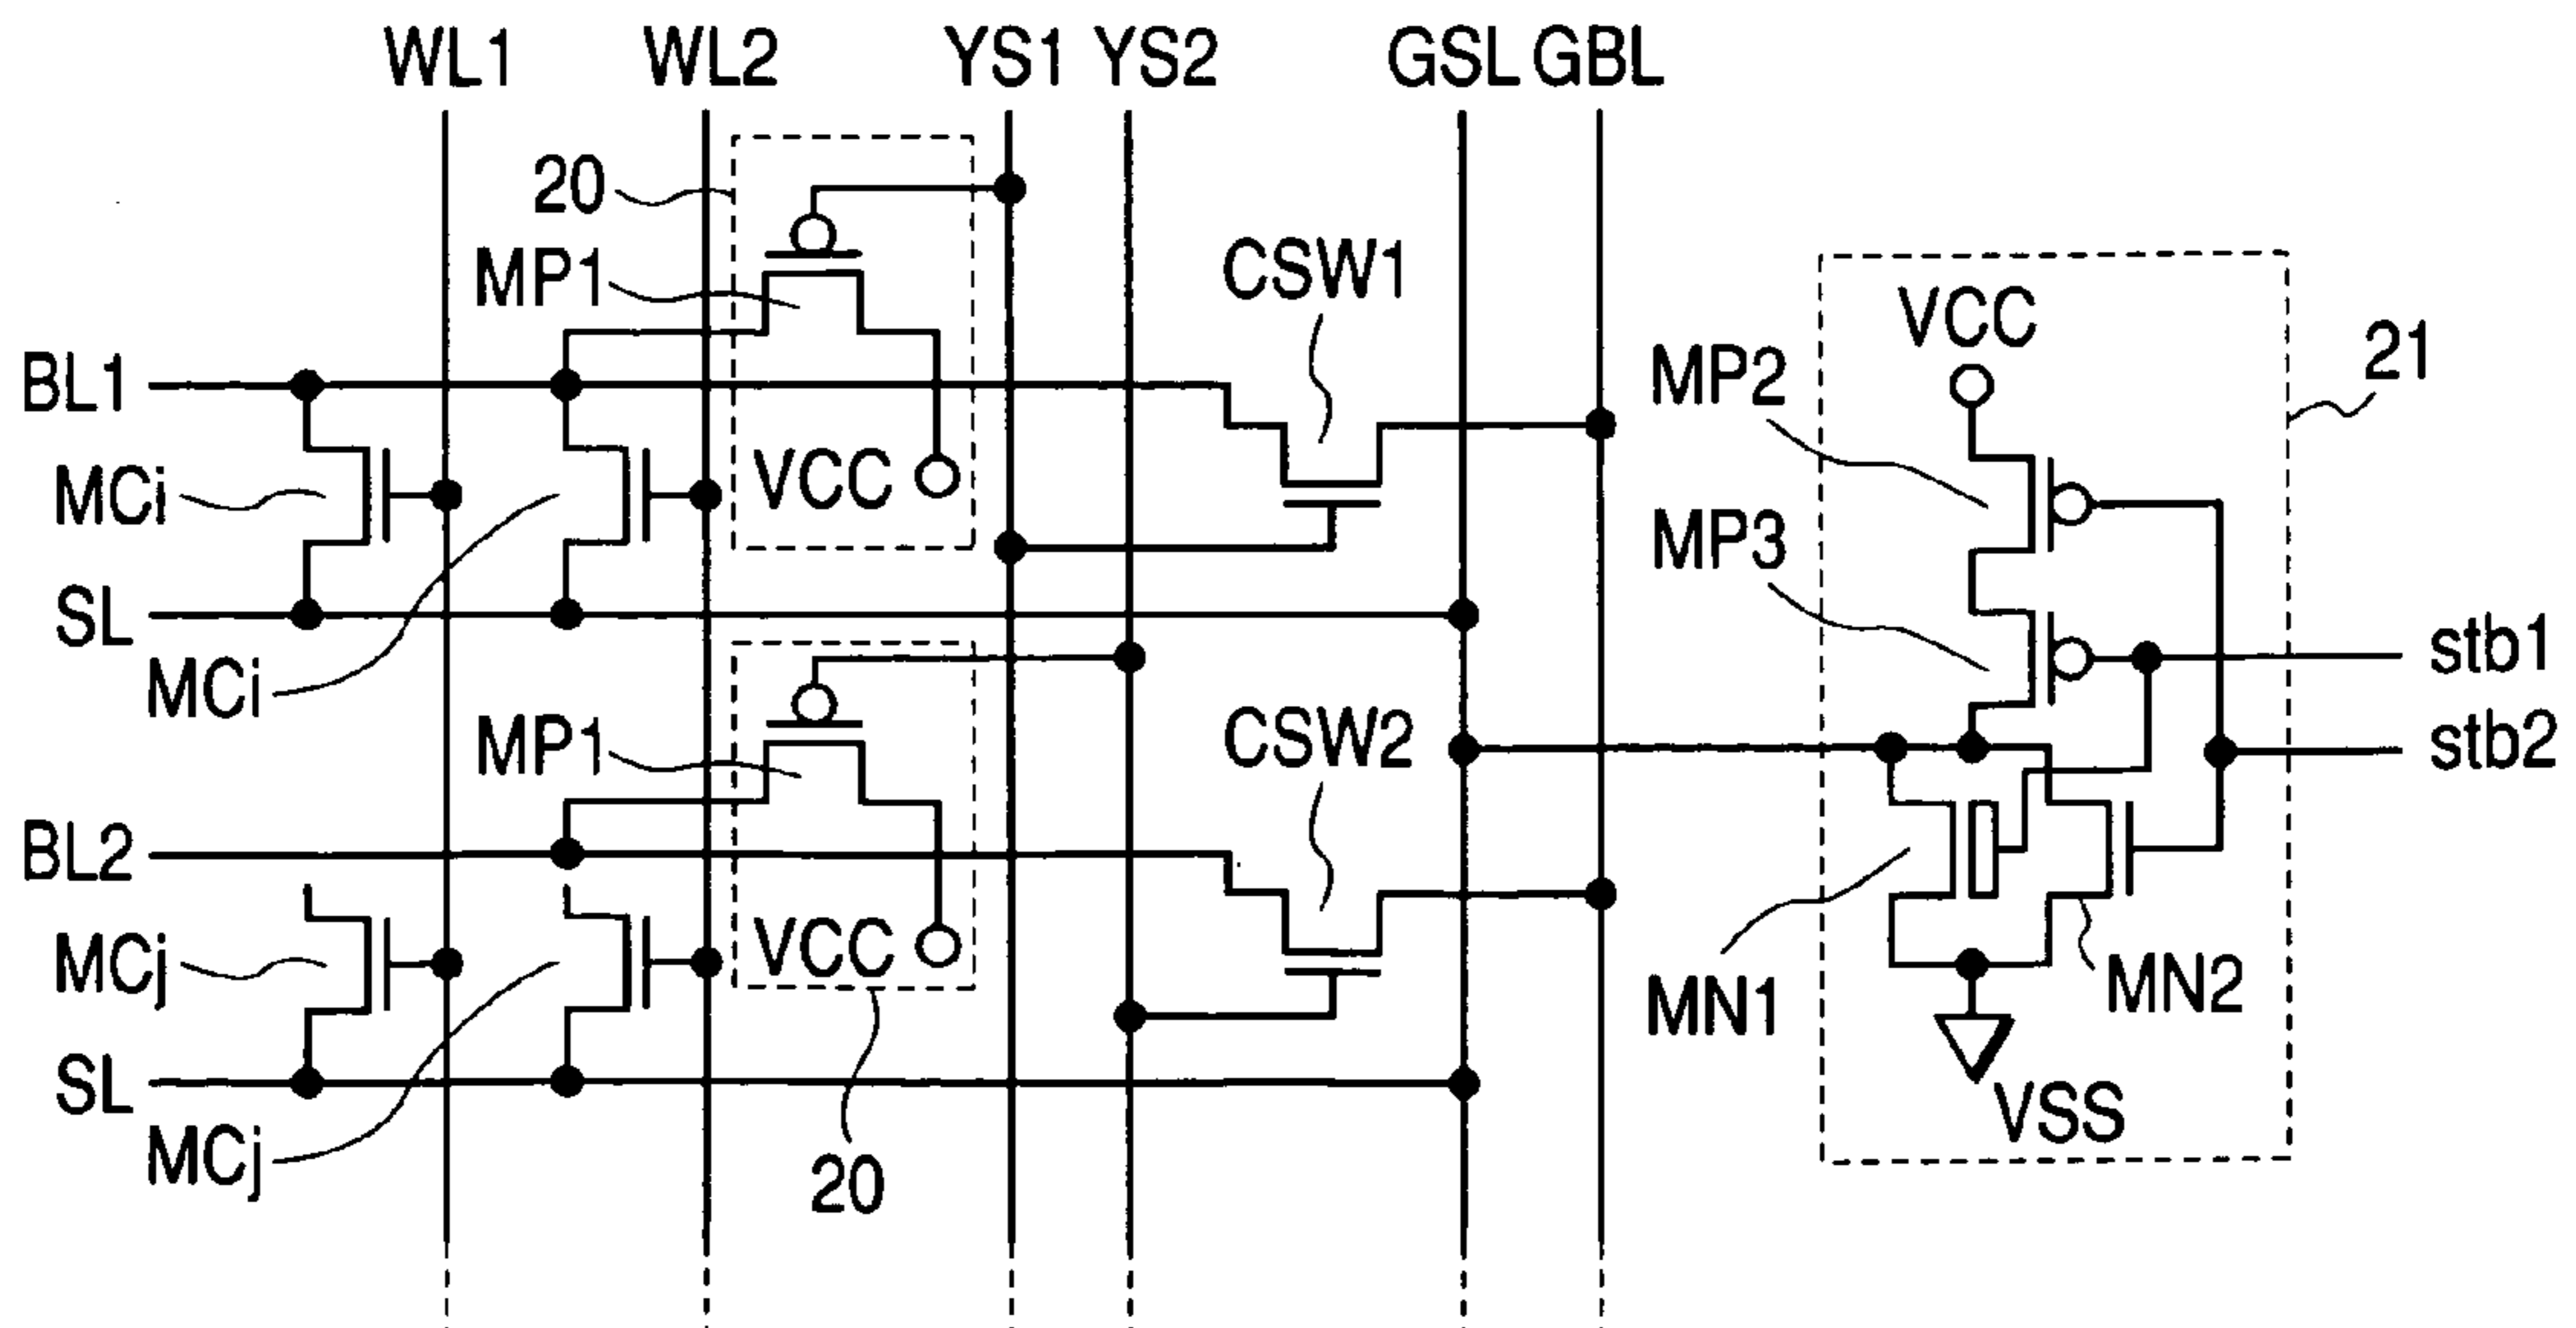 WL1 WL2 YS1 YS2 GSL GBL
20
MP1
CSW1
VCC
MP2
21
BL1
VCC
MCi
MP3
SL
MCi
stb1
MP1
CSW2
stb2
BL2
VCC
MCj
MN1
MN2
SL
VSS
MCj
20